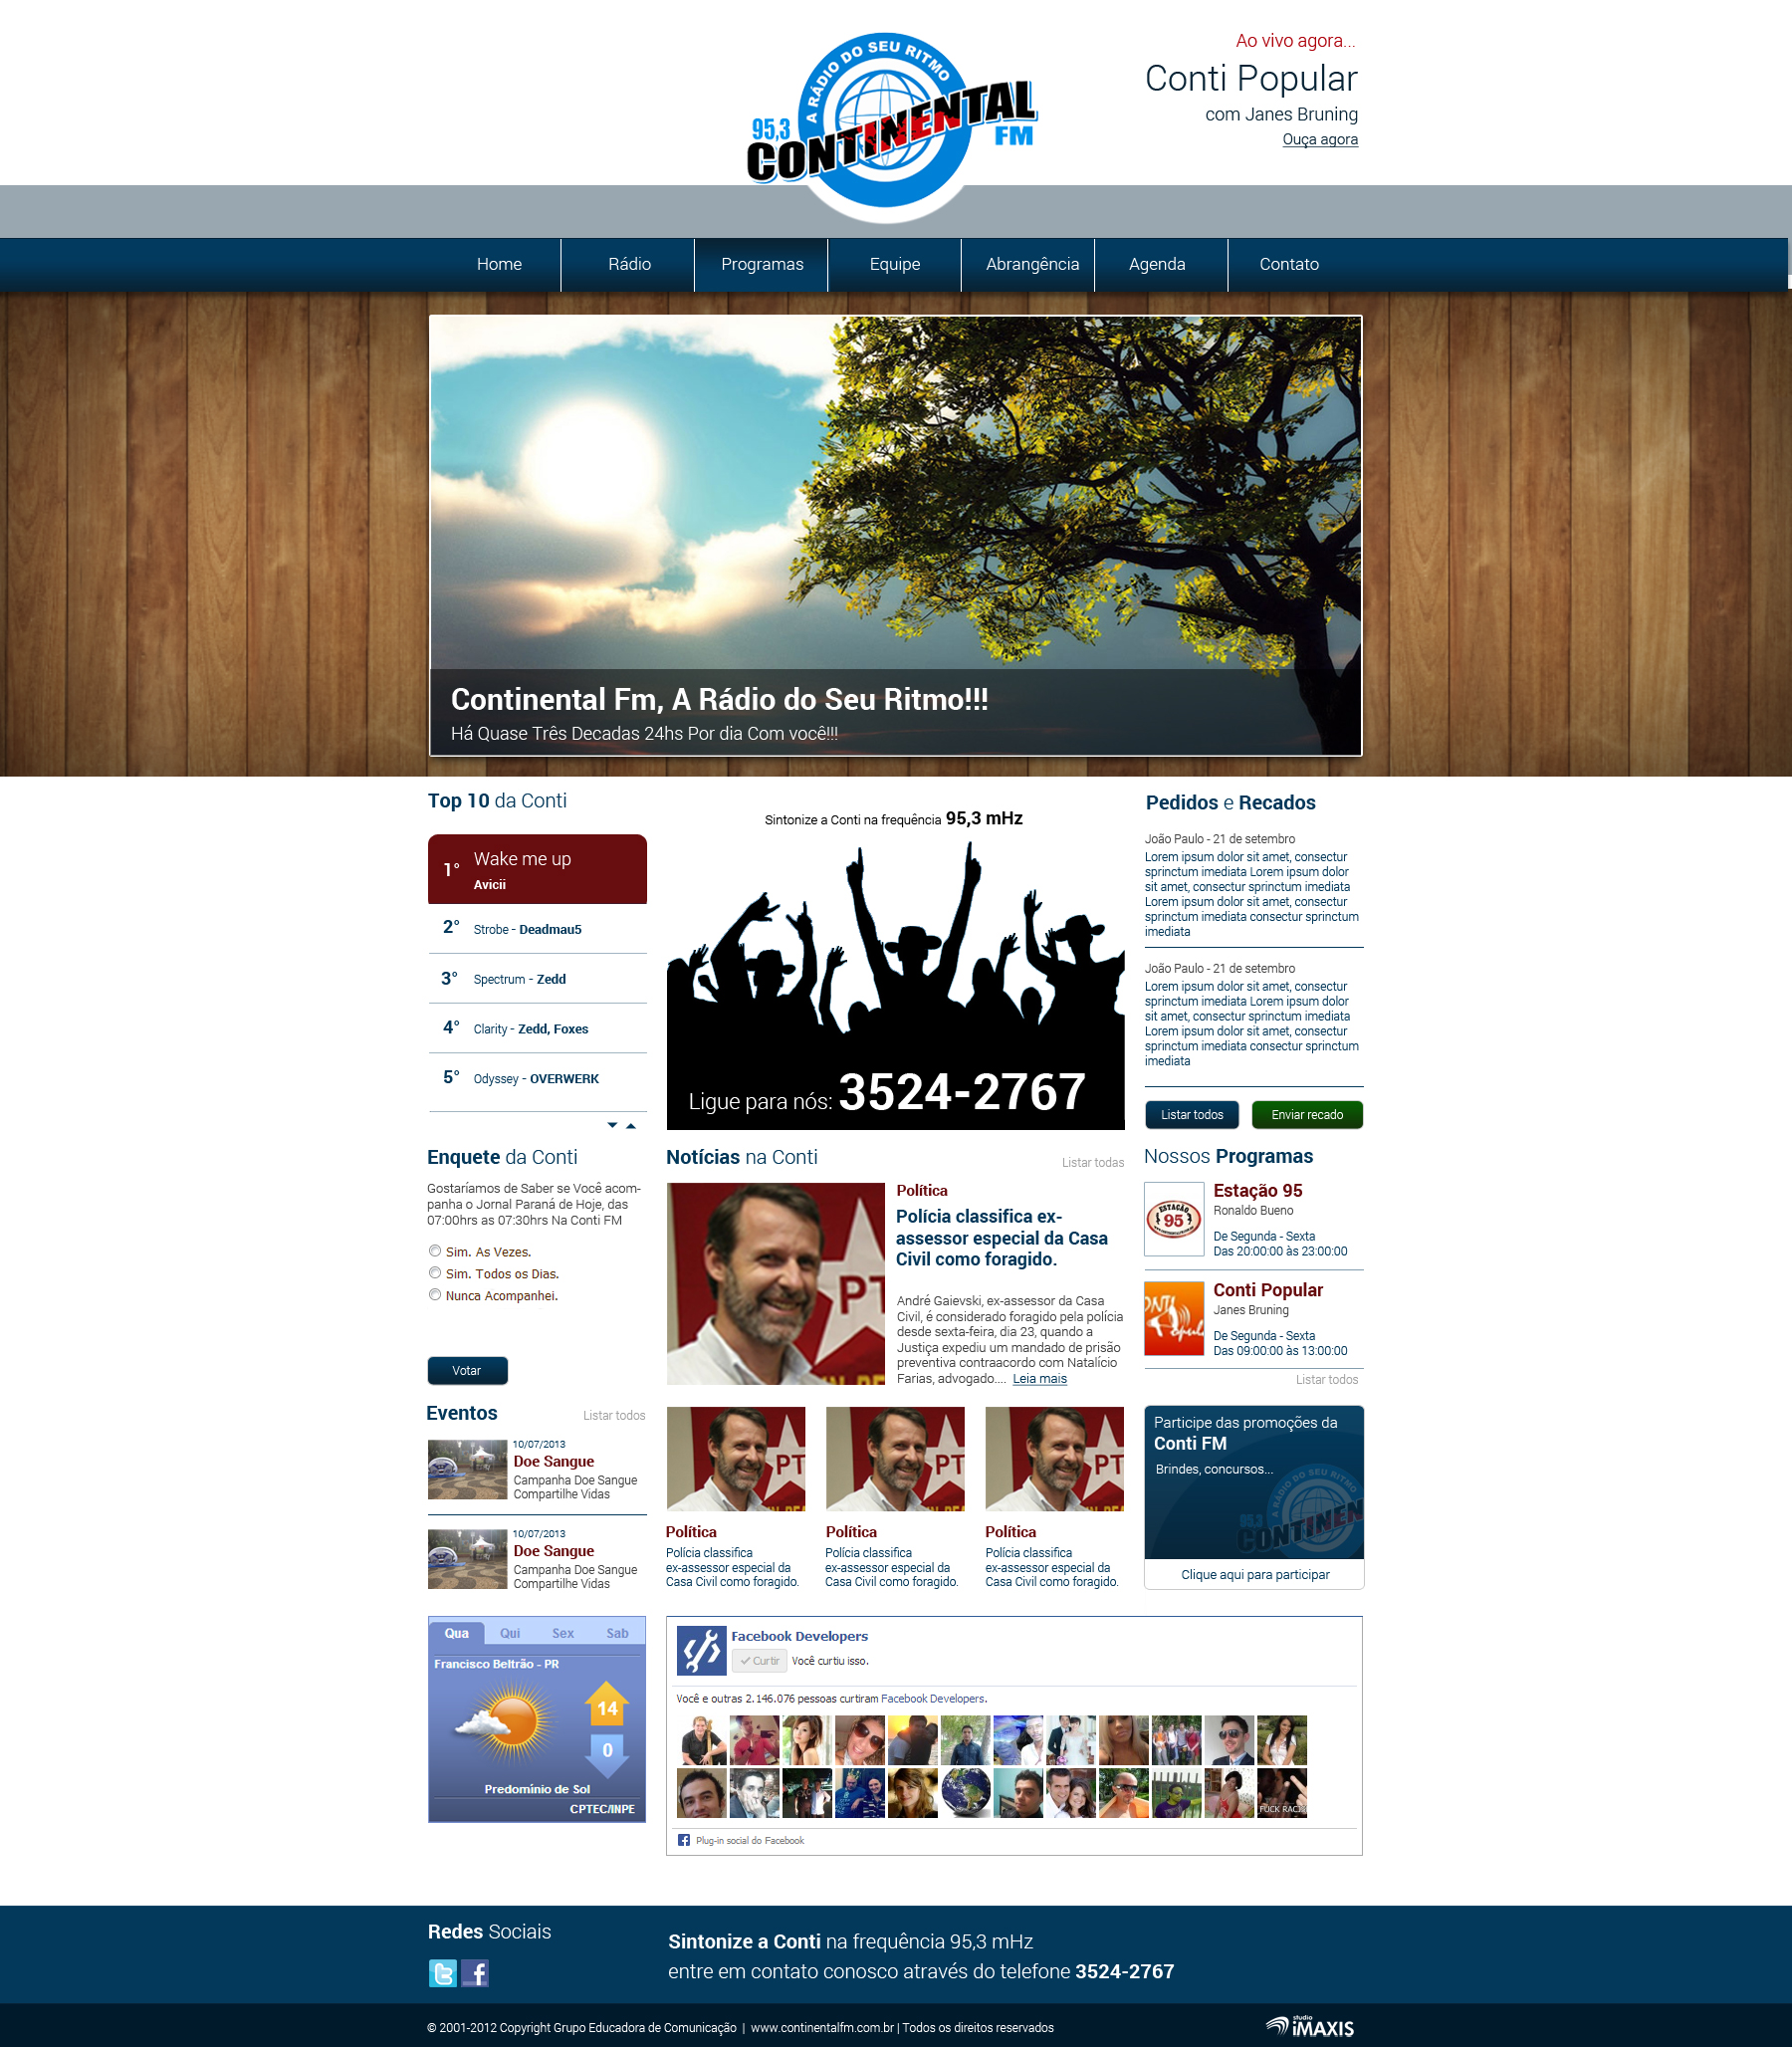 A RÁDIO DO SEU RITMO
95,3
CONTINENTAL
FM
Ao vivo agora...
Conti Popular
com Janes Bruning
Ouça agora
Home
Rádio
Programas
Equipe
Abrangência
Agenda
Contato
Continental Fm, A Rádio do Seu Ritmo!!!
Há Quase Três Decadas 24hs Por dia Com você!!!
Top 10 da Conti
1° Wake me up
Avicii
2° Strobe - Deadmau5
3° Spectrum - Zedd
4° Clarity - Zedd, Foxes
5° Odyssey - OVERWERK
Sintonize a Conti na frequência 95,3 mHz
Ligue para nós: 3524-2767
Pedidos e Recados
João Paulo - 21 de setembro
Lorem ipsum dolor sit amet, consectur
sprinctum imediata Lorem ipsum dolor
sit amet, consectur sprinctum imediata
Lorem ipsum dolor sit amet, consectur
sprinctum imediata consectur sprinctum
imediata
João Paulo - 21 de setembro
Lorem ipsum dolor sit amet, consectur
sprinctum imediata Lorem ipsum dolor
sit amet, consectur sprinctum imediata
Lorem ipsum dolor sit amet, consectur
sprinctum imediata consectur sprinctum
imediata
Listar todos
Enviar recado
Enquete da Conti
Gostaríamos de Saber se Você acom-
panha o Jornal Paraná de Hoje, das
07:00hrs as 07:30hrs Na Conti FM
Sim. As Vezes.
Sim. Todos os Dias.
Nunca Acompanhei.
Votar
Notícias na Conti
Listar todas
PT
Política
Polícia classifica ex-
assessor especial da Casa
Civil como foragido.
André Gaievski, ex-assessor da Casa
Civil, é considerado foragido pela polícia
desde sexta-feira, dia 23, quando a
Justiça expediu um mandado de prisão
preventiva contraacordo com Natalício
Farias, advogado.... Leia mais
Nossos Programas
ESTAÇÃO
95
Estação 95
Ronaldo Bueno
De Segunda - Sexta
Das 20:00:00 às 23:00:00
Conti Popular
Janes Bruning
De Segunda - Sexta
Das 09:00:00 às 13:00:00
Listar todos
Eventos
Listar todos
10/07/2013
Doe Sangue
Campanha Doe Sangue
Compartilhe Vidas
10/07/2013
Doe Sangue
Campanha Doe Sangue
Compartilhe Vidas
PT
Política
Polícia classifica
ex-assessor especial da
Casa Civil como foragido.
PT
Política
Polícia classifica
ex-assessor especial da
Casa Civil como foragido.
PT
Política
Polícia classifica
ex-assessor especial da
Casa Civil como foragido.
Participe das promoções da
Conti FM
Brindes, concursos...
A RÁDIO DO SEU RITMO
95,3
CONTINEN
Clique aqui para participar
Qua
Qui
Sex
Sab
Francisco Beltrão - PR
14
0
Predomínio de Sol
CPTEC/INPE
Facebook Developers
Curtir
Você curtiu isso.
Você e outras 2.146.076 pessoas curtiram Facebook Developers.
Plug-in social do Facebook
Redes Sociais
Sintonize a Conti na frequência 95,3 mHz
entre em contato conosco através do telefone 3524-2767
© 2001-2012 Copyright Grupo Educadora de Comunicação | www.continentalfm.com.br | Todos os direitos reservados
studio
iMAXIS